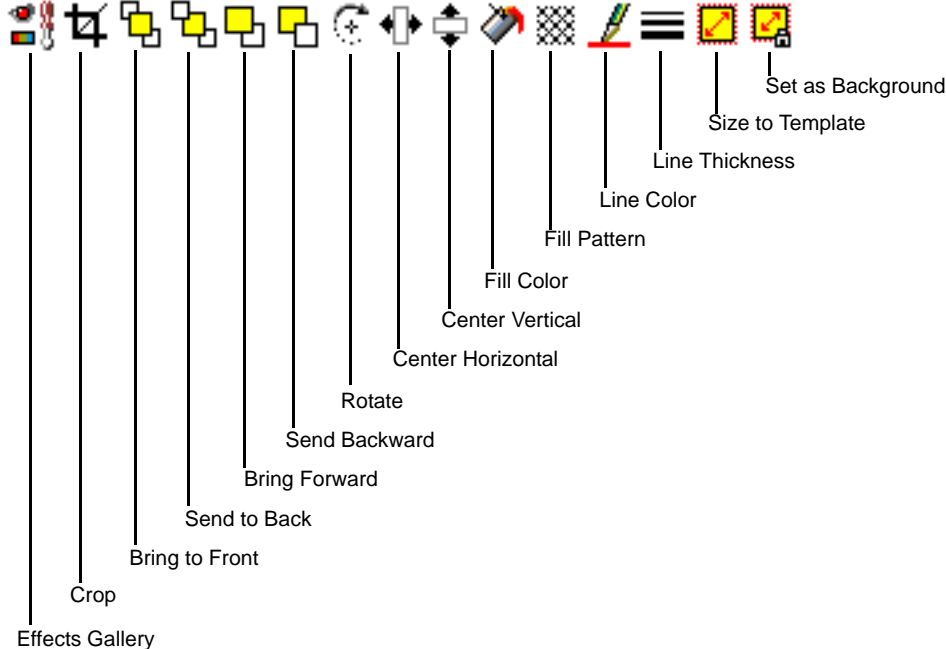 Set as Background
Size to Template
Line Thickness
Line Color
Fill Pattern
Fill Color
Center Vertical
Center Horizontal
Rotate
Send Backward
Bring Forward
Send to Back
Bring to Front
Crop
Effects Gallery